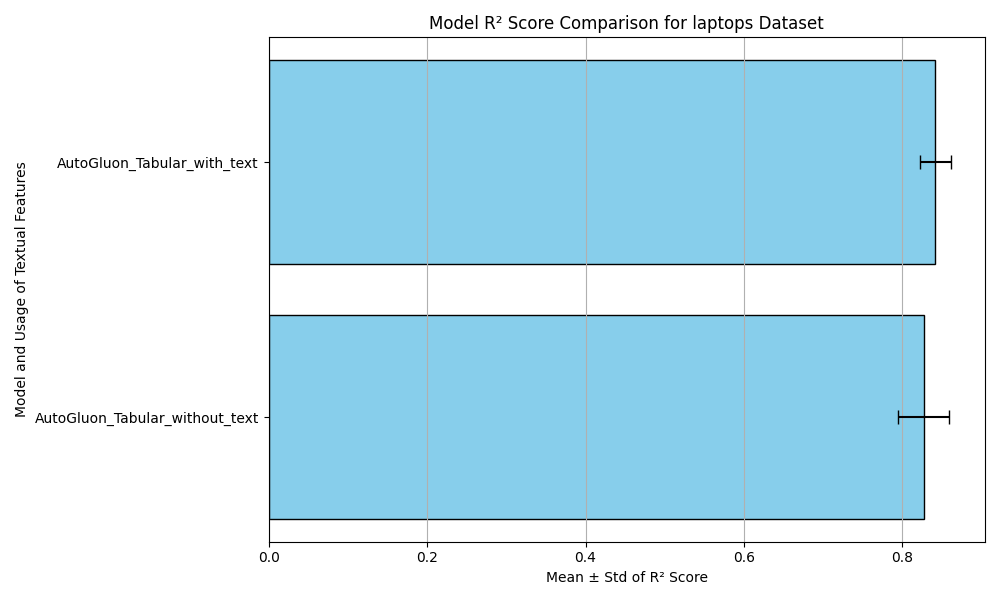 Model R² Score Comparison for laptops Dataset
Model and Usage of Textual Features
AutoGluon_Tabular_with_text
AutoGluon_Tabular_without_text
0.0 0.2 0.4 0.6 0.8
Mean ± Std of R² Score